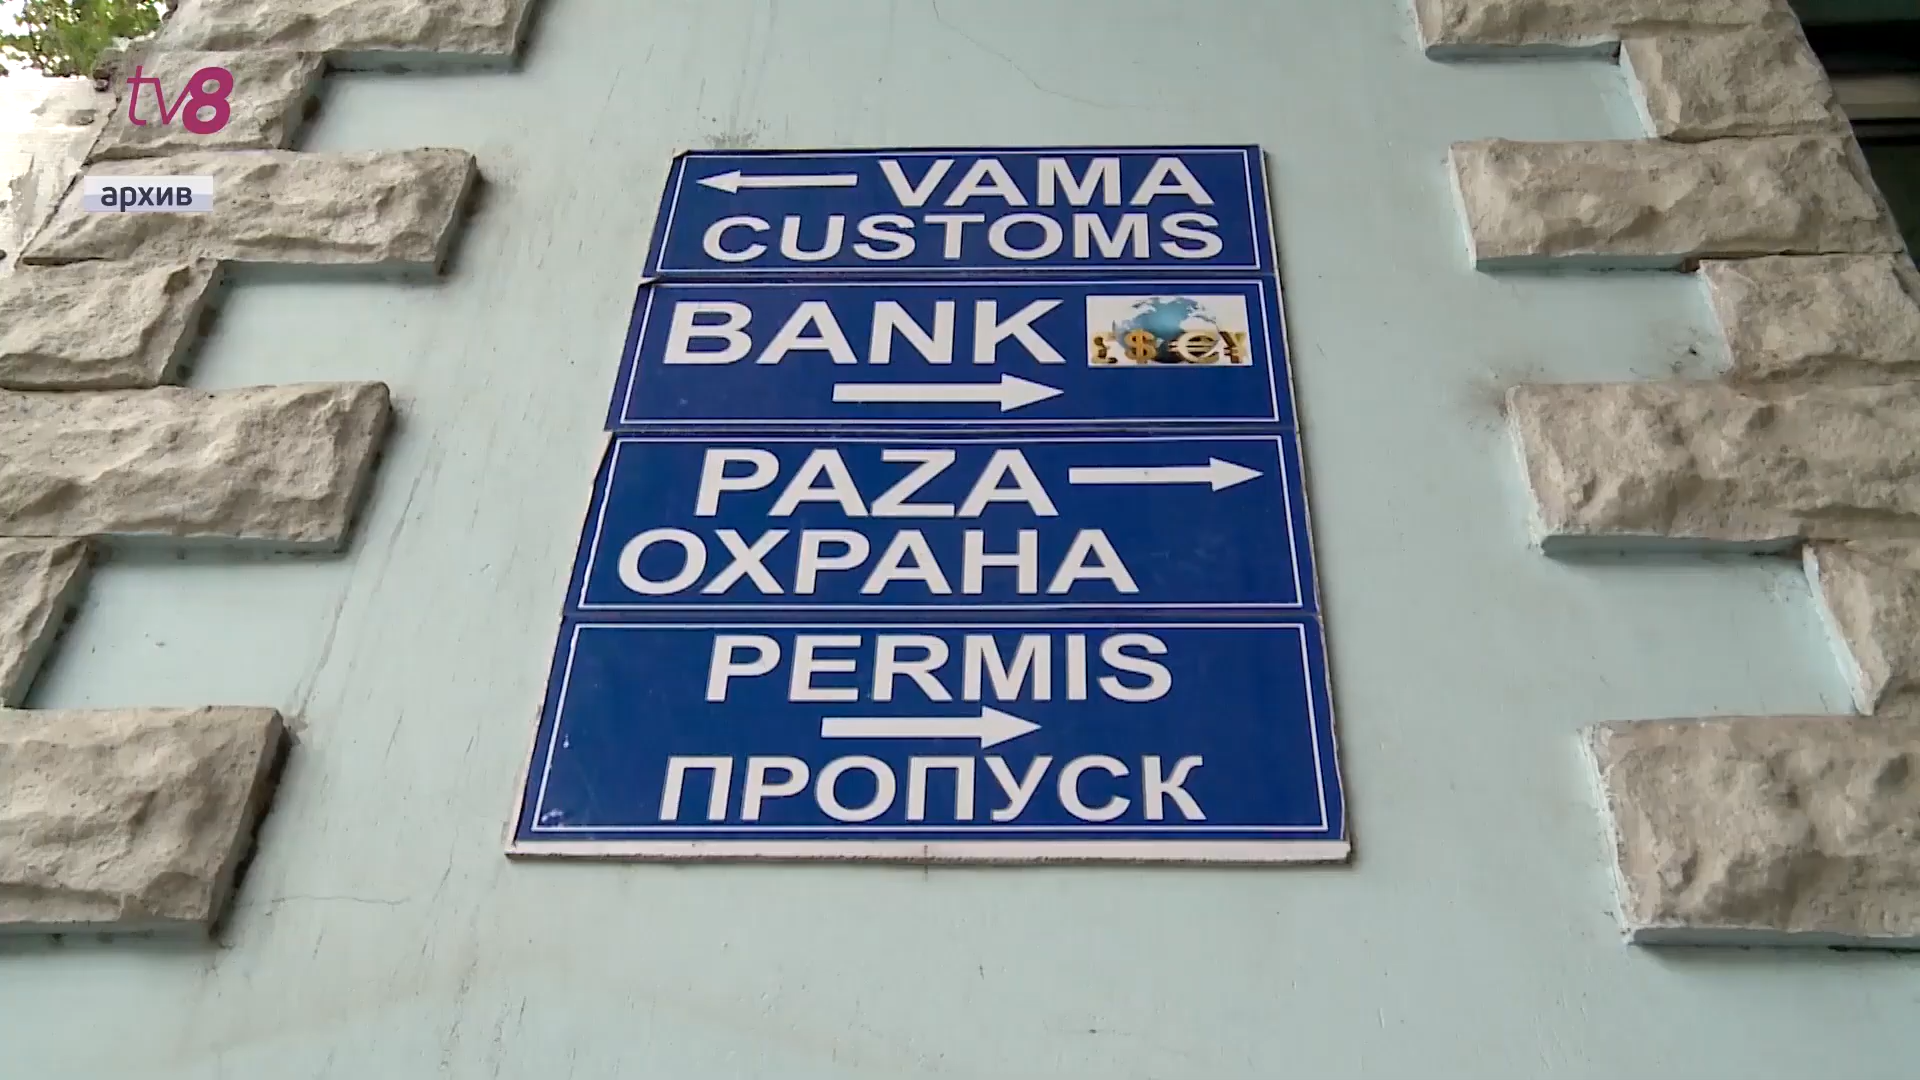 tv8
архив
VAMA
CUSTOMS
BANK
£ $ € ¥
PAZA
ОХРАНА
PERMIS
ПРОПУСК